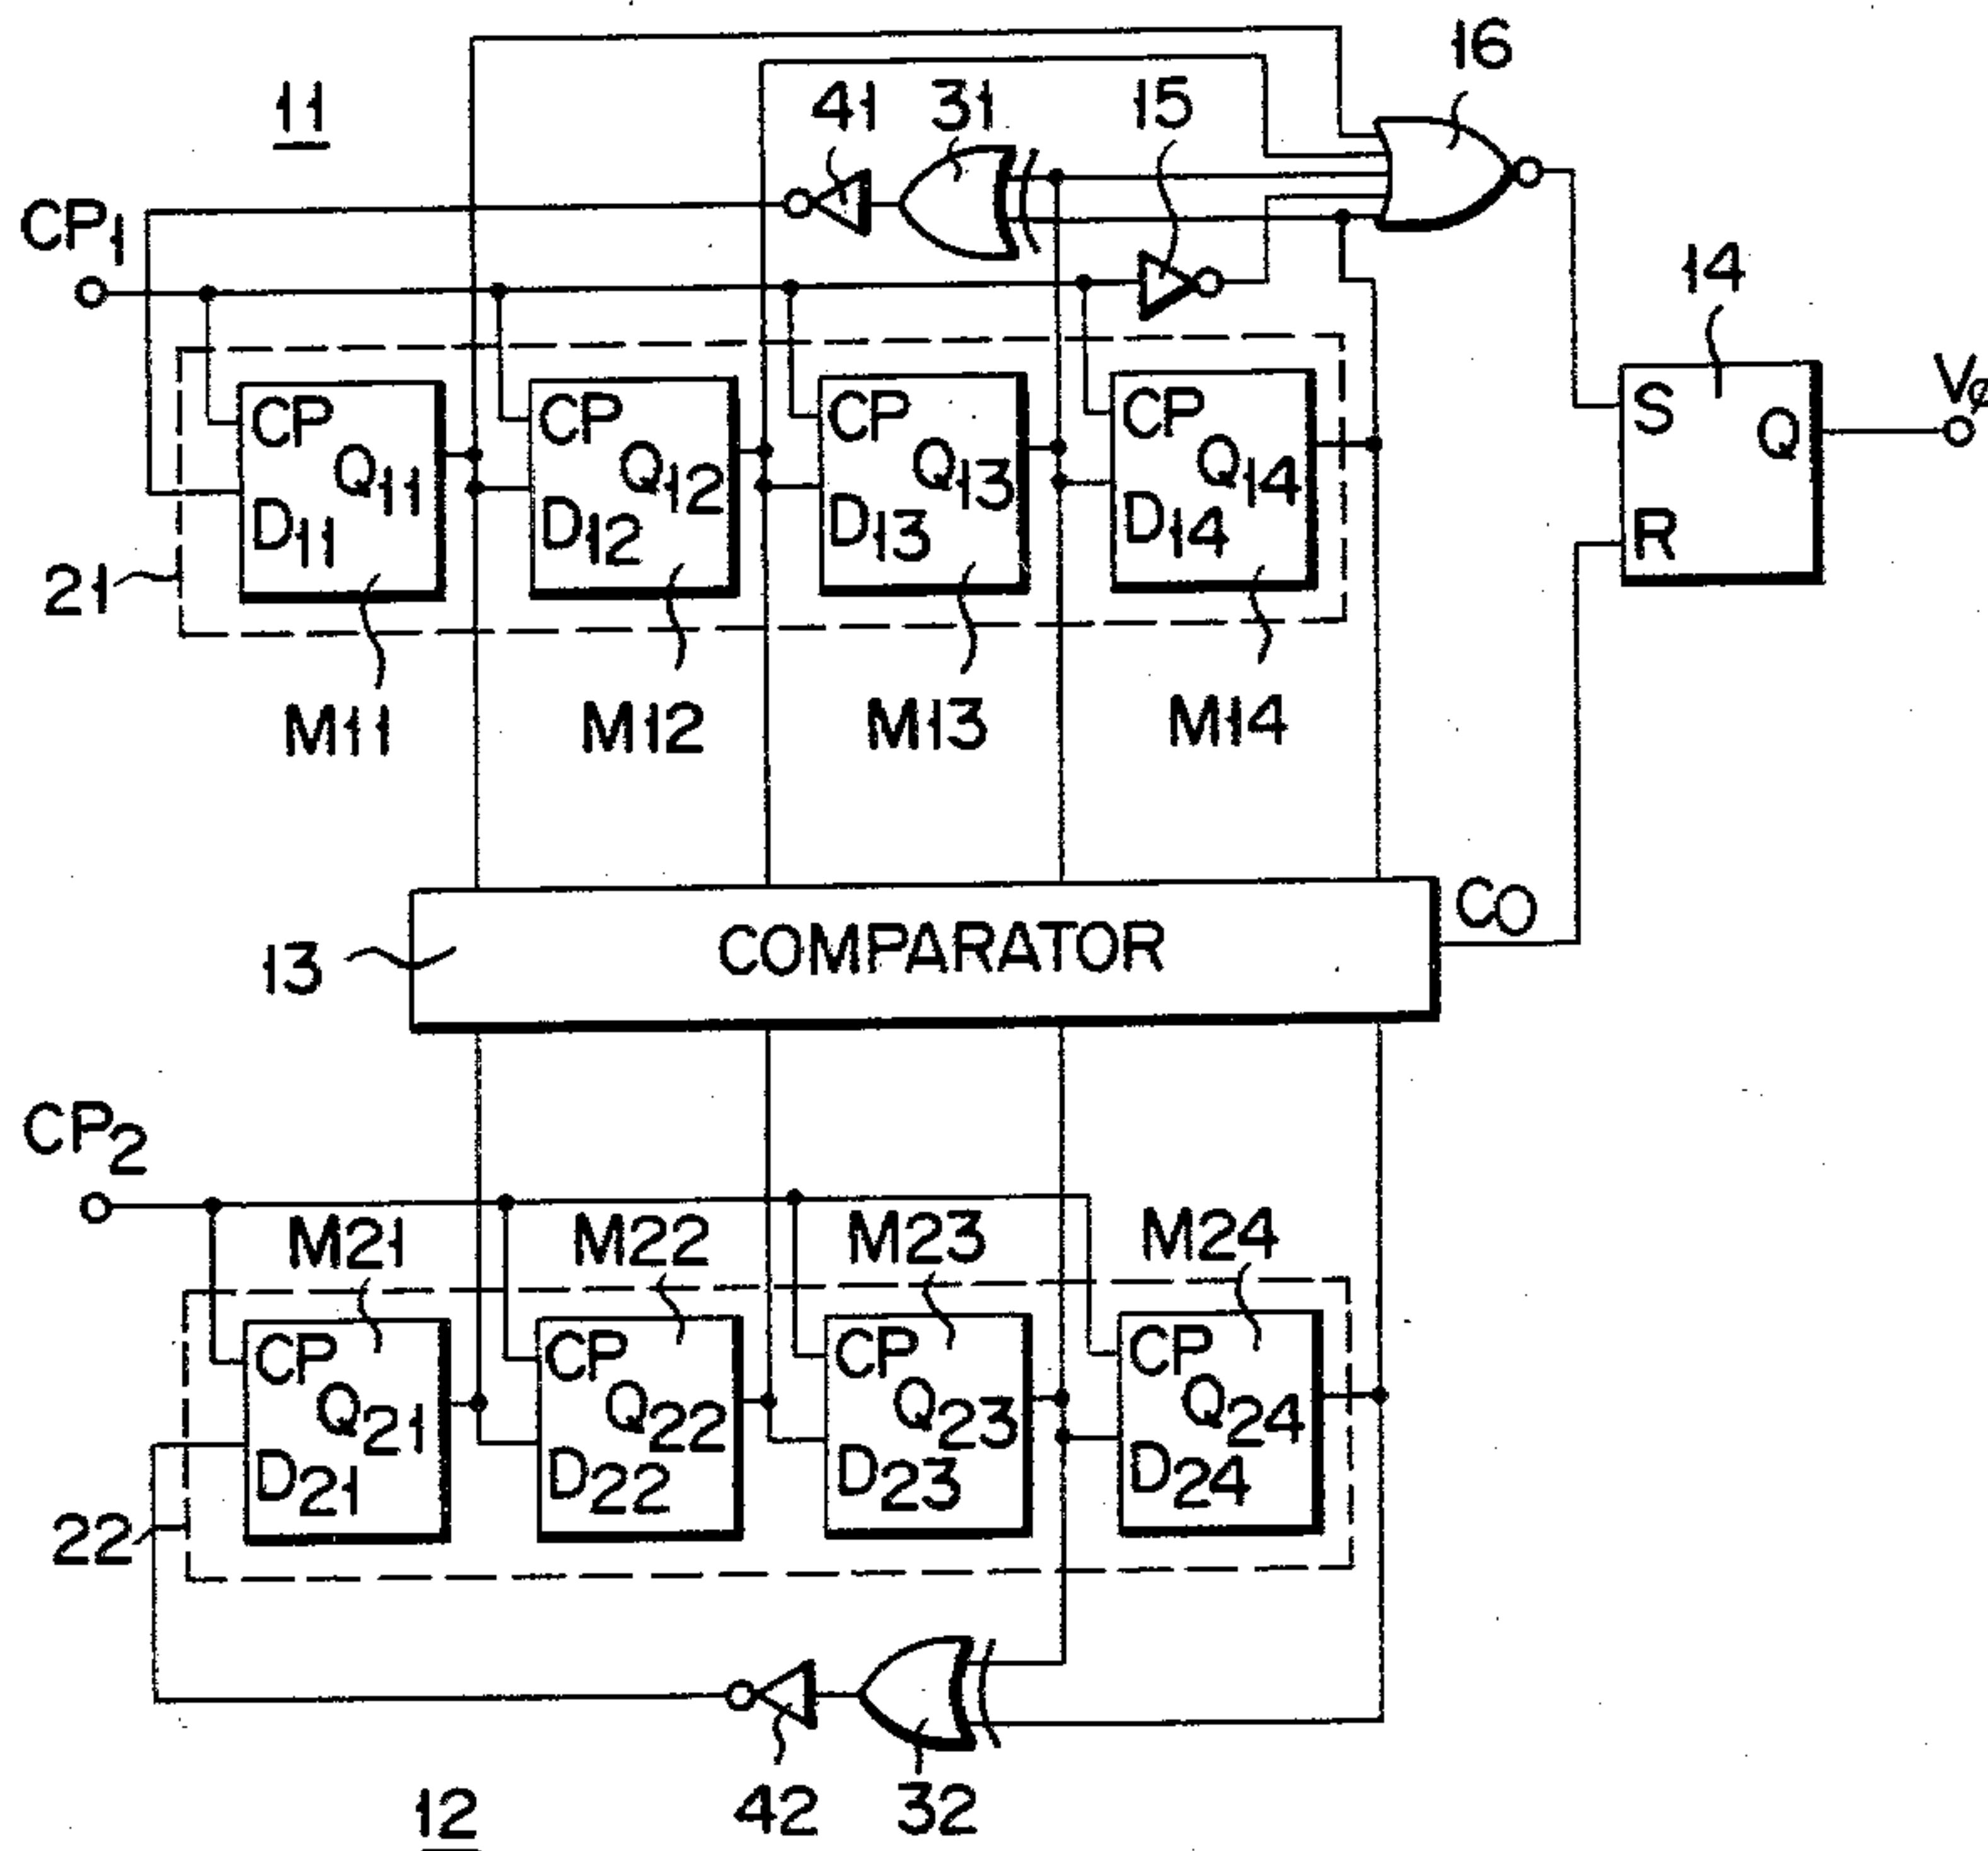 16
11
41 31 15
CP1
14
CP CP CP CP
Q11 Q12 Q13 Q14
D11 D12 D13 D14
S
Q
R
Vø
21
M11 M12 M13 M14
CO
COMPARATOR
13
CP2
M21 M22 M23 M24
CP CP CP CP
Q21 Q22 Q23 Q24
D21 D22 D23 D24
22
42 32
12